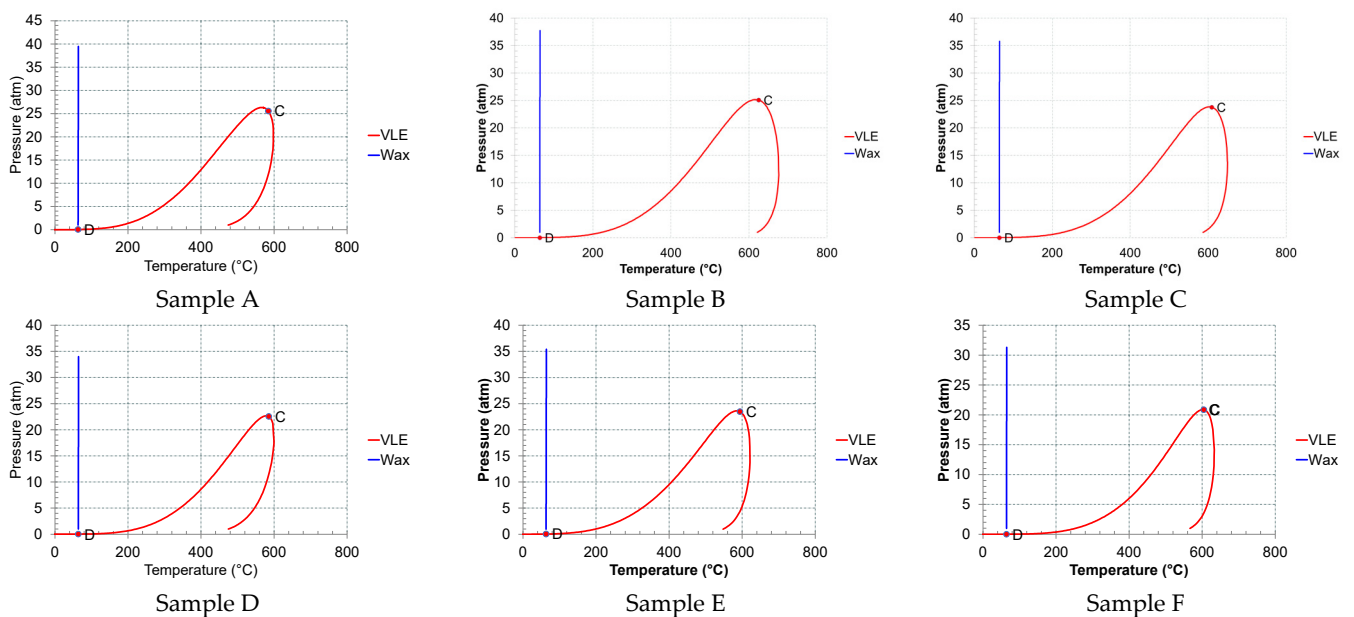 Pressure (atm)
45
40
35
30
25
20
15
10
5
0
C
D
VLE
Wax
0 200 400 600 800
Temperature (°C)
Sample A
Pressure (atm)
40
35
30
25
20
15
10
5
0
C
D
VLE
Wax
0 200 400 600 800
Temperature (°C)
Sample B
Pressure (atm)
40
35
30
25
20
15
10
5
0
C
D
VLE
Wax
0 200 400 600 800
Temperature (°C)
Sample C
Pressure (atm)
40
35
30
25
20
15
10
5
0
C
D
VLE
Wax
0 200 400 600 800
Temperature (°C)
Sample D
Pressure (atm)
40
35
30
25
20
15
10
5
0
C
D
VLE
Wax
0 200 400 600 800
Temperature (°C)
Sample E
Pressure (atm)
35
30
25
20
15
10
5
0
C
D
VLE
Wax
0 200 400 600 800
Temperature (°C)
Sample F